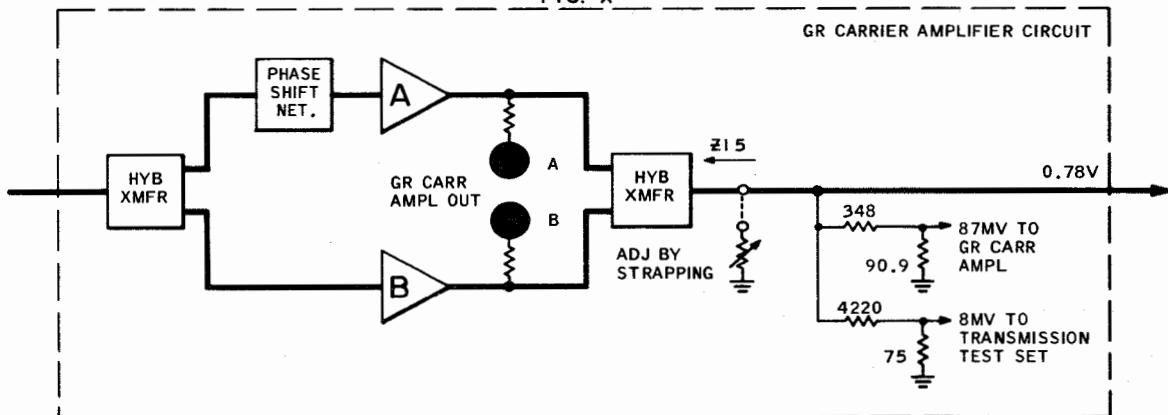 GR CARRIER AMPLIFIER CIRCUIT
PHASE
SHIFT
NET.
A
HYB
XMFR
GR CARR
AMPL OUT
A
B
B
HYB
XMFR
Z15
ADJ BY
STRAPPING
0.78V
348
87MV TO
GR CARR
AMPL
90.9
4220
8MV TO
TRANSMISSION
TEST SET
75